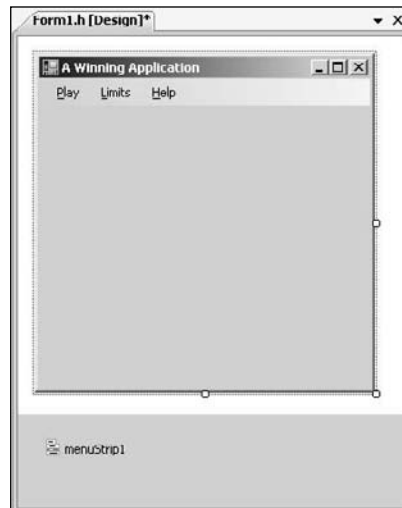 Form1.h [Design]*
A Winning Application
Play Limits Help
menuStrip1